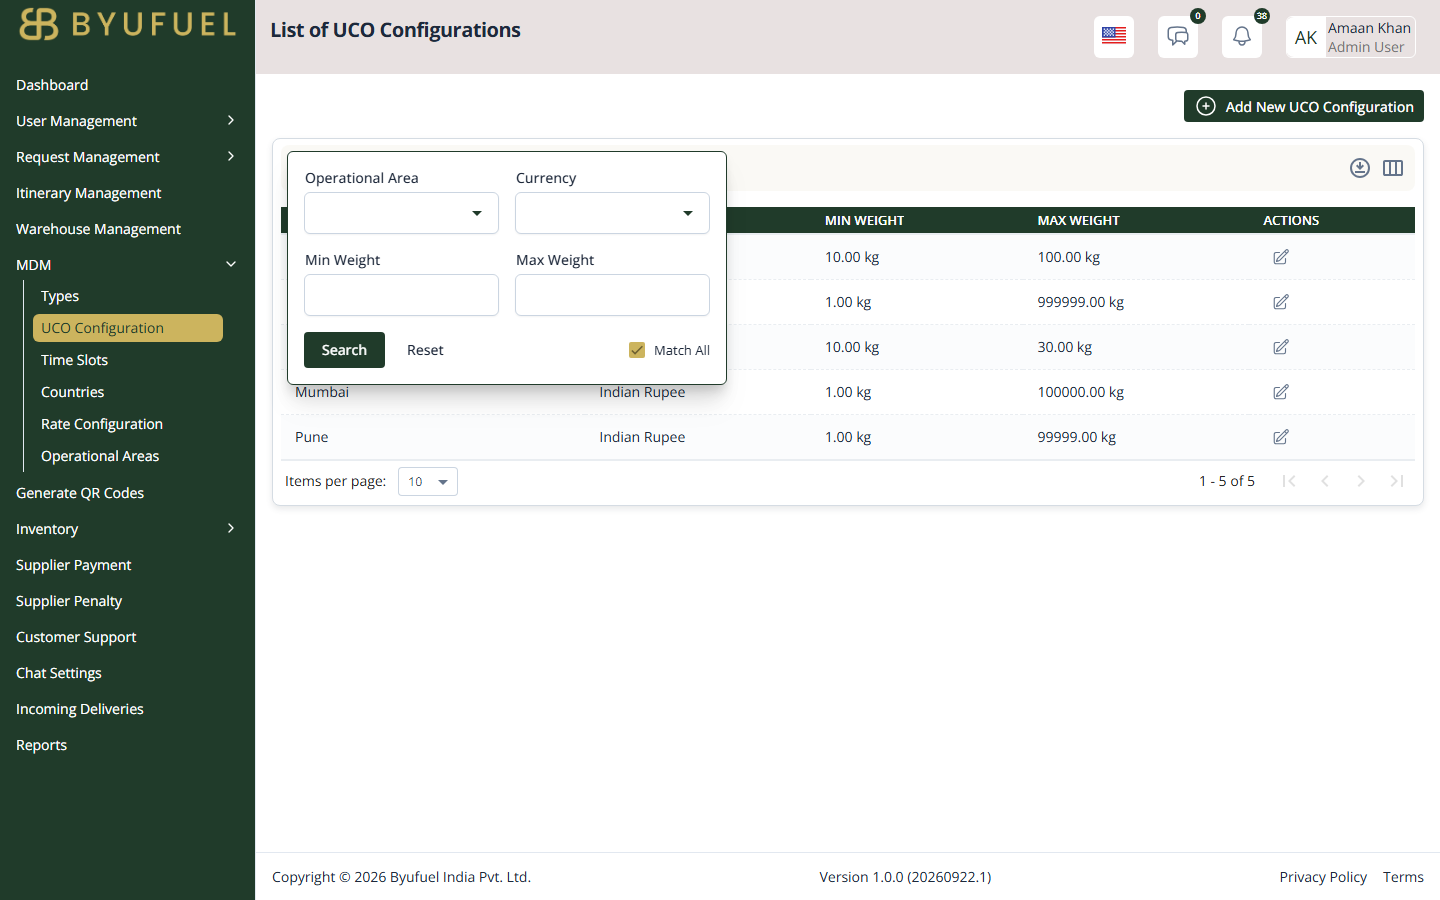 BYUFUEL
List of UCO Configurations
0
38
AK
Amaan Khan
Admin User
Dashboard
User Management
Request Management
Itinerary Management
Warehouse Management
MDM
Types
UCO Configuration
Time Slots
Countries
Rate Configuration
Operational Areas
Generate QR Codes
Inventory
Supplier Payment
Supplier Penalty
Customer Support
Chat Settings
Incoming Deliveries
Reports
Add New UCO Configuration
Operational Area Currency
Min Weight Max Weight
Search Reset Match All
MIN WEIGHT MAX WEIGHT ACTIONS
10.00 kg 100.00 kg
1.00 kg 999999.00 kg
10.00 kg 30.00 kg
Mumbai Indian Rupee 1.00 kg 100000.00 kg
Pune Indian Rupee 1.00 kg 99999.00 kg
Items per page: 10 1 - 5 of 5
Copyright © 2026 Byufuel India Pvt. Ltd. Version 1.0.0 (20260922.1) Privacy Policy Terms